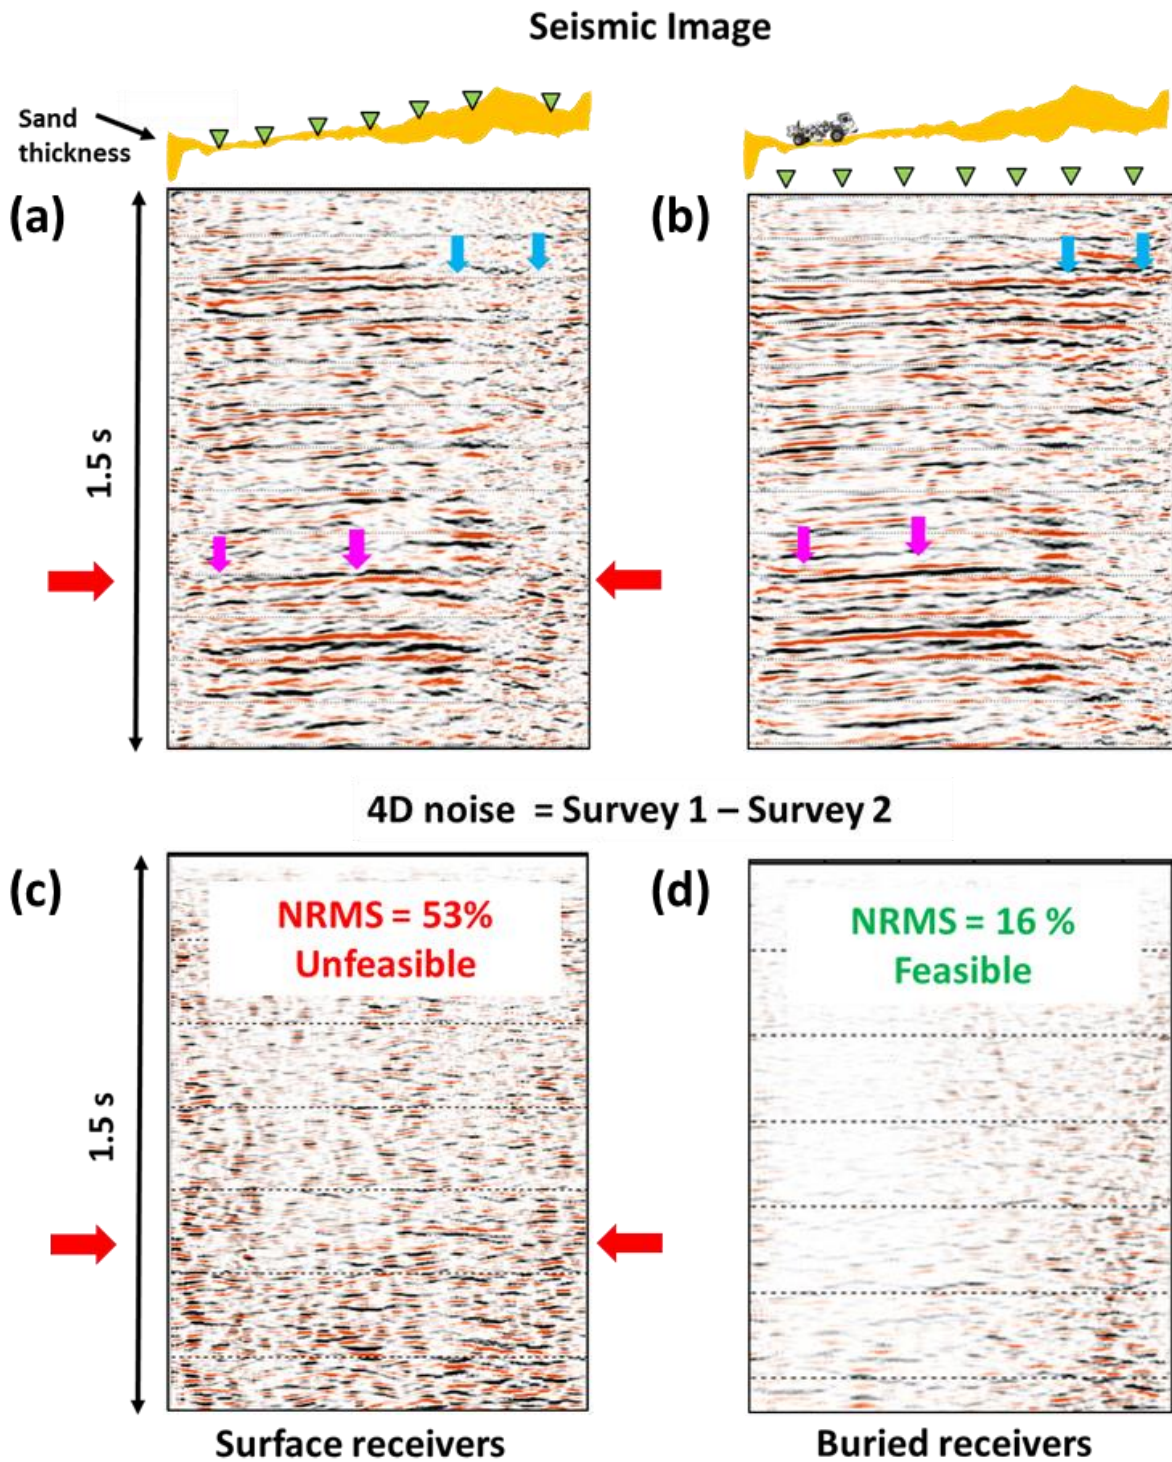 Seismic Image
Sand
thickness
(a)
(b)
1.5 s
4D noise = Survey 1 – Survey 2
(c)
NRMS = 53%
Unfeasible
(d)
NRMS = 16 %
Feasible
1.5 s
Surface receivers
Buried receivers